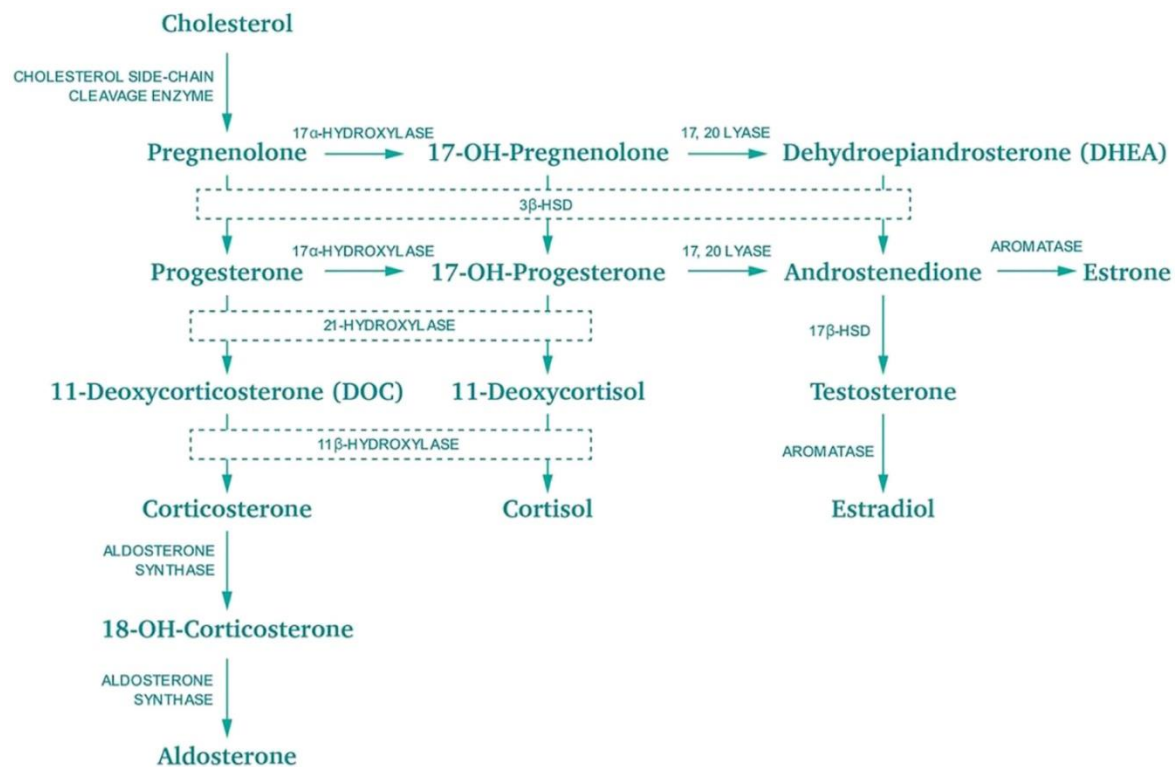 Cholesterol
CHOLESTEROL SIDE-CHAIN
CLEAVAGE ENZYME
17α-HYDROXYLASE
17, 20 LYASE
Pregnenolone
17-OH-Pregnenolone
Dehydroepiandrosterone (DHEA)
3β-HSD
17α-HYDROXYLASE
17, 20 LYASE
AROMATASE
Progesterone
17-OH-Progesterone
Androstenedione
Estrone
21-HYDROXYLASE
17β-HSD
11-Deoxycorticosterone (DOC)
11-Deoxycortisol
Testosterone
11β-HYDROXYLASE
AROMATASE
Corticosterone
Cortisol
Estradiol
ALDOSTERONE
SYNTHASE
18-OH-Corticosterone
ALDOSTERONE
SYNTHASE
Aldosterone